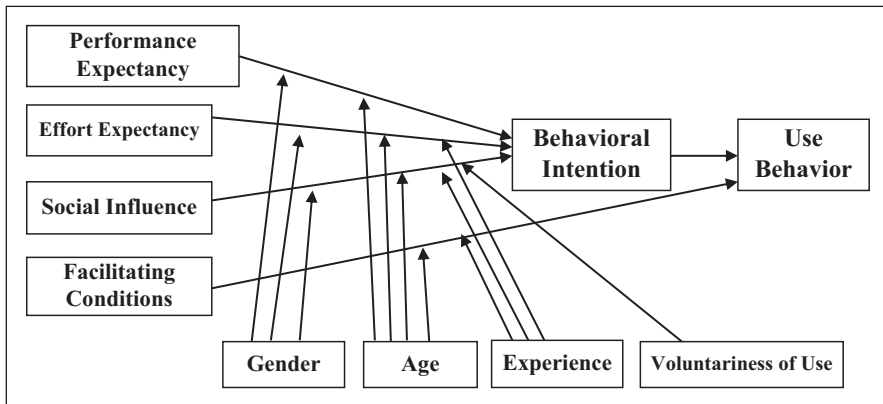 Performance
Expectancy
Effort Expectancy
Behavioral
Intention
Use
Behavior
Social Influence
Facilitating
Conditions
Gender
Age
Experience
Voluntariness of Use